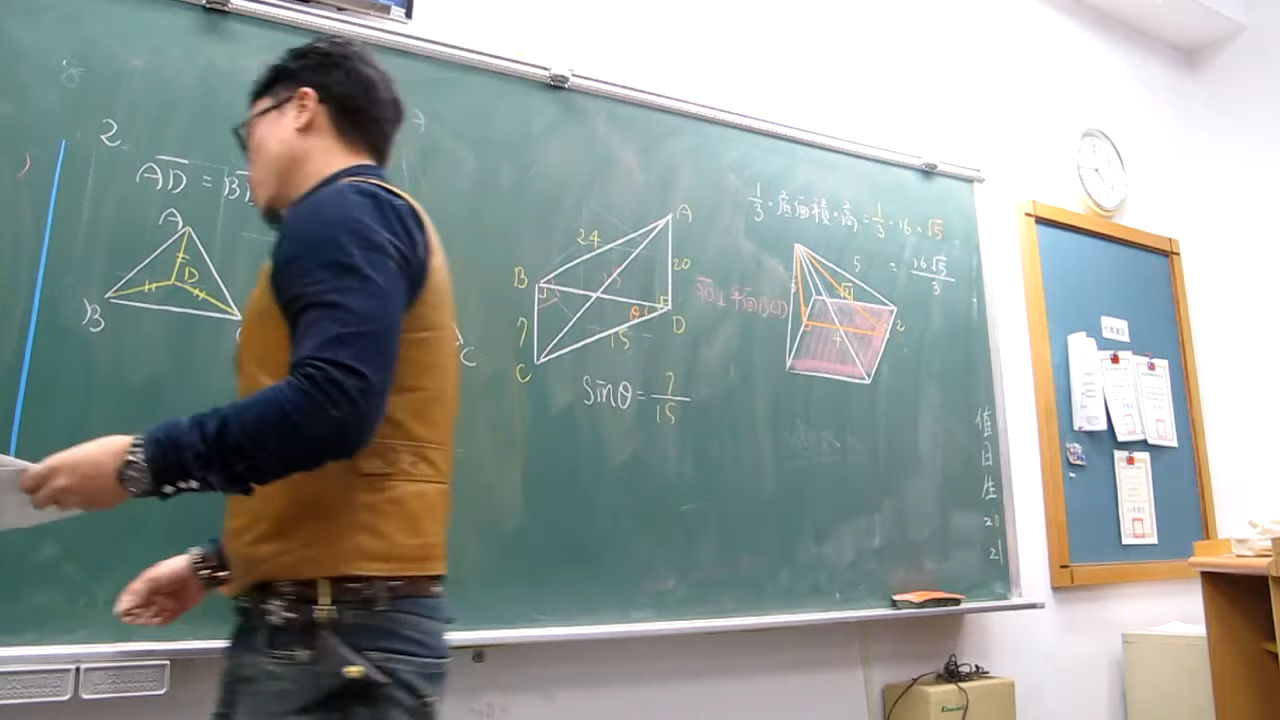 2.
AD = B
A
D
B
C
A
24
B
20
7
θ
D
15
C
sinθ = 7/15
AD⊥平面BCD
1/3 · 底面積 · 高 = 1/3 · 16 × √5
= 16√5/3
5
2
4
值日生
20
21